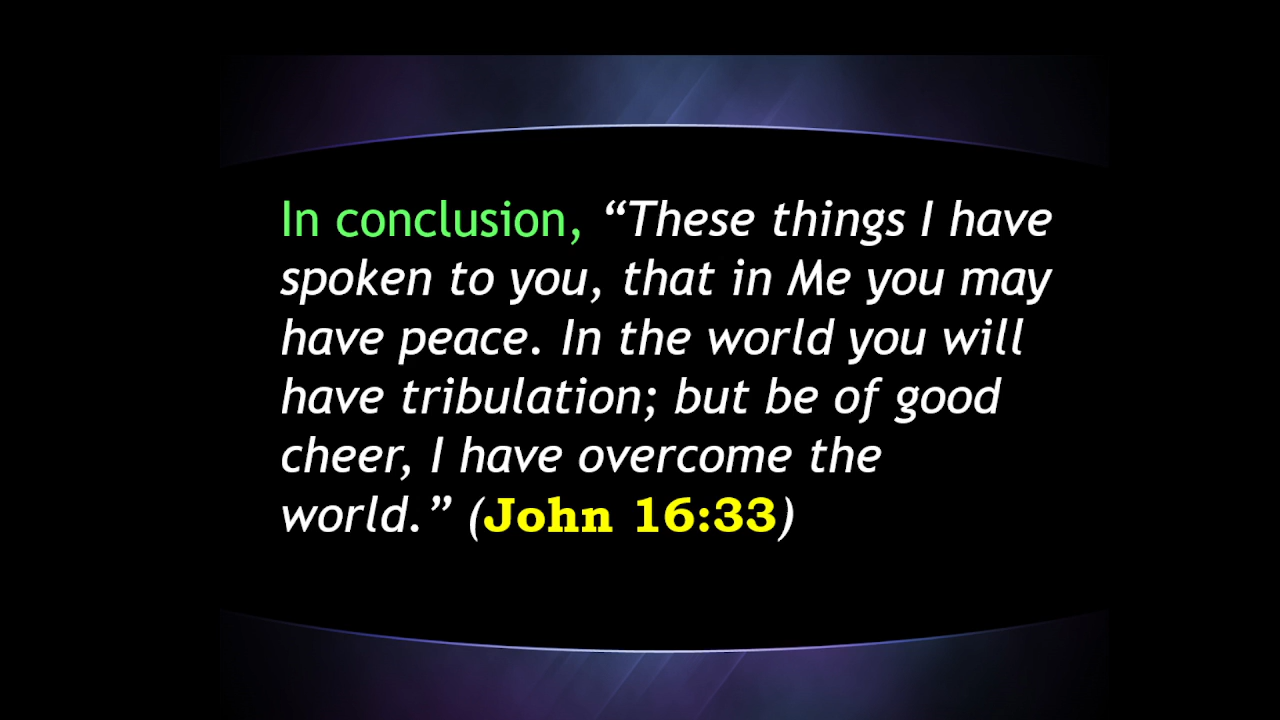 In conclusion, “These things I have
spoken to you, that in Me you may
have peace. In the world you will
have tribulation; but be of good
cheer, I have overcome the
world.” (John 16:33)